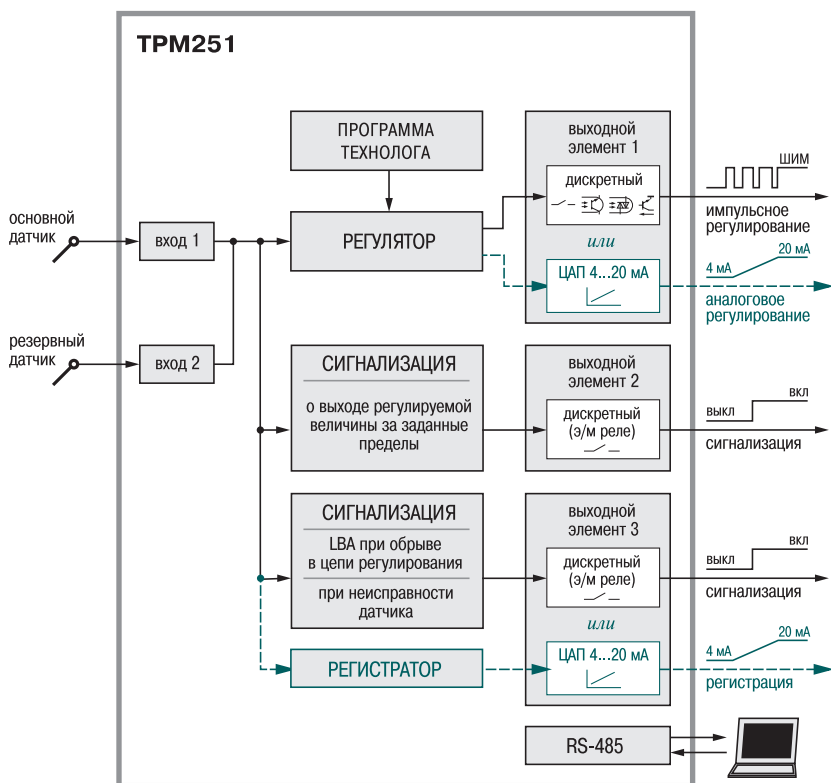 ТРМ251
ПРОГРАММА
ТЕХНОЛОГА
выходной
элемент 1
дискретный
ШИМ
импульсное
регулирование
основной
датчик
вход 1
РЕГУЛЯТОР
или
ЦАП 4...20 мА
4 мА
20 мА
аналоговое
регулирование
резервный
датчик
вход 2
СИГНАЛИЗАЦИЯ
о выходе регулируемой
величины за заданные
пределы
выходной
элемент 2
дискретный
(э/м реле)
выкл
вкл
сигнализация
СИГНАЛИЗАЦИЯ
LBA при обрыве
в цепи регулирования
при неисправности
датчика
выходной
элемент 3
дискретный
(э/м реле)
выкл
вкл
сигнализация
или
РЕГИСТРАТОР
ЦАП 4...20 мА
4 мА
20 мА
регистрация
RS-485